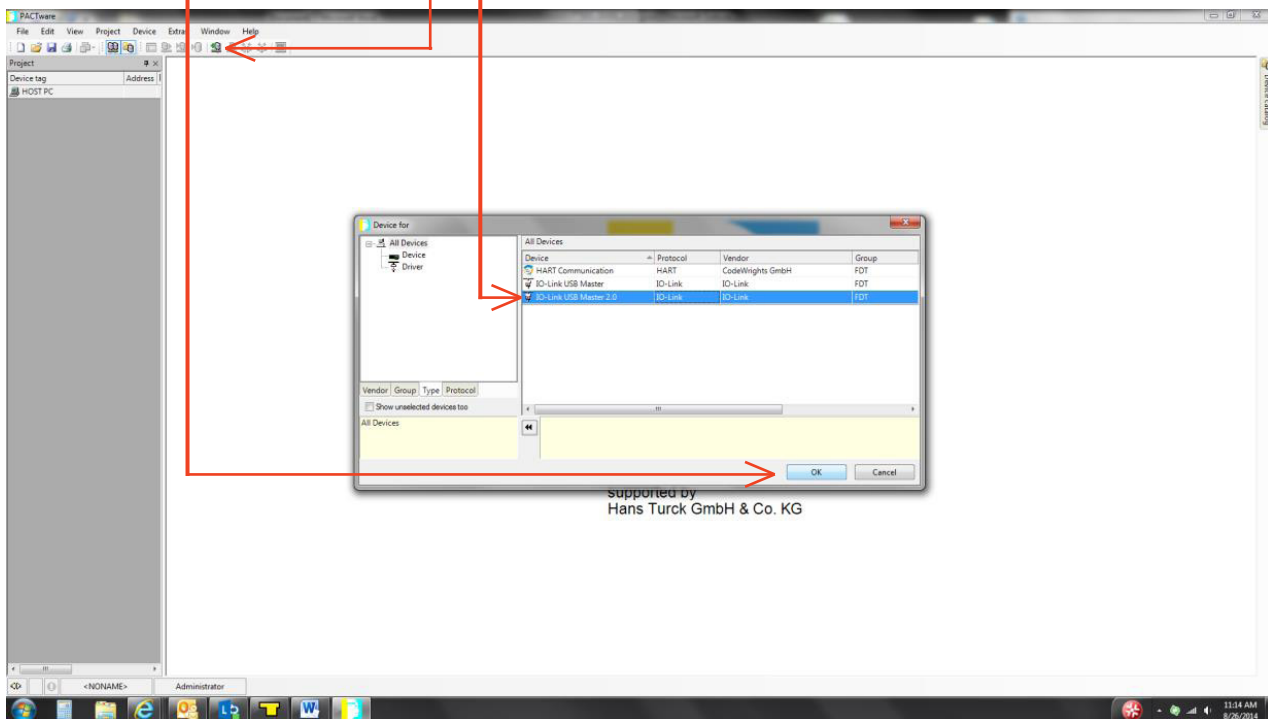 PACTware
File Edit View Project Device Extras Window Help
Project
Device tag Address
HOST PC
Device catalog
Device for
All Devices
Device
Driver
Vendor Group Type Protocol
Show unselected devices too
All Devices
All Devices
Device Protocol Vendor Group
HART Communication HART CodeWrights GmbH FDT
IO-Link USB Master IO-Link IO-Link FDT
IO-Link USB Master 2.0 IO-Link IO-Link FDT
OK Cancel
supported by
Hans Turck GmbH & Co. KG
<NONAME> Administrator
11:14 AM
8/26/2014